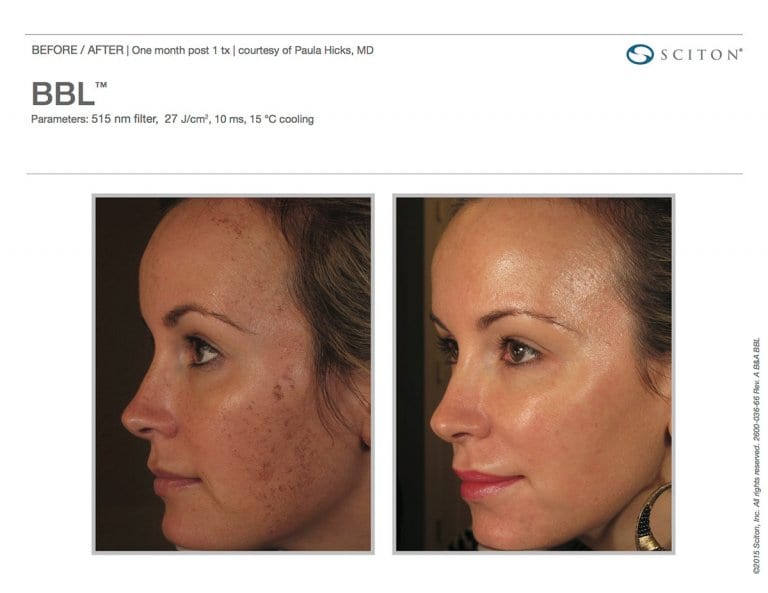 BEFORE / AFTER | One month post 1 tx | courtesy of Paula Hicks, MD
SCITON®
BBL™
Parameters: 515 nm filter, 27 J/cm², 10 ms, 15 °C cooling
©2015 Sciton, Inc. All rights reserved. 2600-036-66 Rev. A B&A BBL